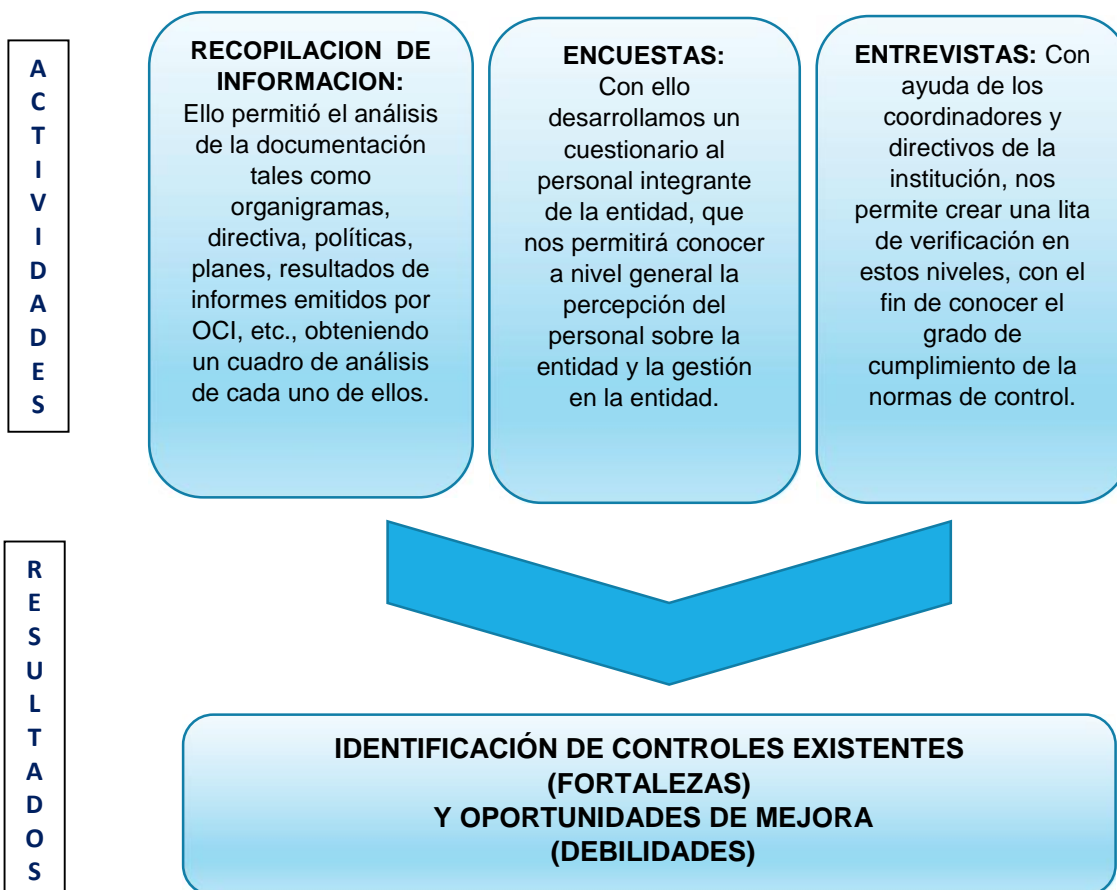 ACTIVIDADES
RECOPILACION DE
INFORMACION:
Ello permitió el análisis
de la documentación
tales como
organigramas,
directiva, políticas,
planes, resultados de
informes emitidos por
OCI, etc., obteniendo
un cuadro de análisis
de cada uno de ellos.
ENCUESTAS:
Con ello
desarrollamos un
cuestionario al
personal integrante
de la entidad, que
nos permitirá conocer
a nivel general la
percepción del
personal sobre la
entidad y la gestión
en la entidad.
ENTREVISTAS: Con
ayuda de los
coordinadores y
directivos de la
institución, nos
permite crear una lita
de verificación en
estos niveles, con el
fin de conocer el
grado de
cumplimiento de la
normas de control.
RESULTADOS
IDENTIFICACIÓN DE CONTROLES EXISTENTES
(FORTALEZAS)
Y OPORTUNIDADES DE MEJORA
(DEBILIDADES)